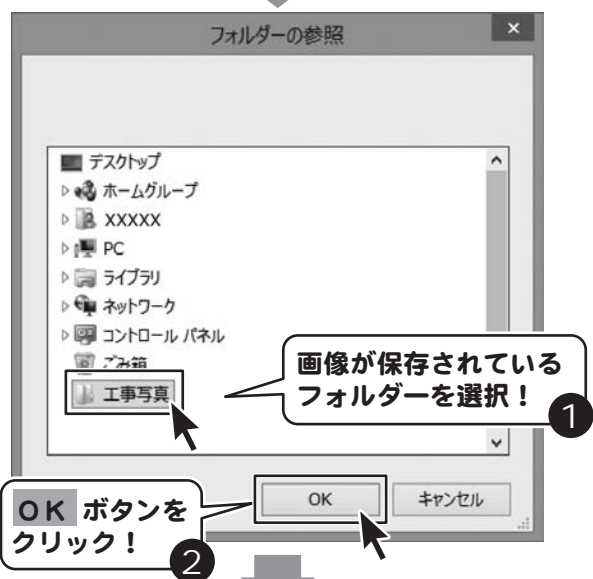 フォルダーの参照
デスクトップ
ホームグループ
XXXXX
PC
ライブラリ
ネットワーク
コントロール パネル
ごみ箱
工事写真
画像が保存されている
フォルダーを選択！
1
OK
キャンセル
ＯＫ ボタンを
クリック！
2